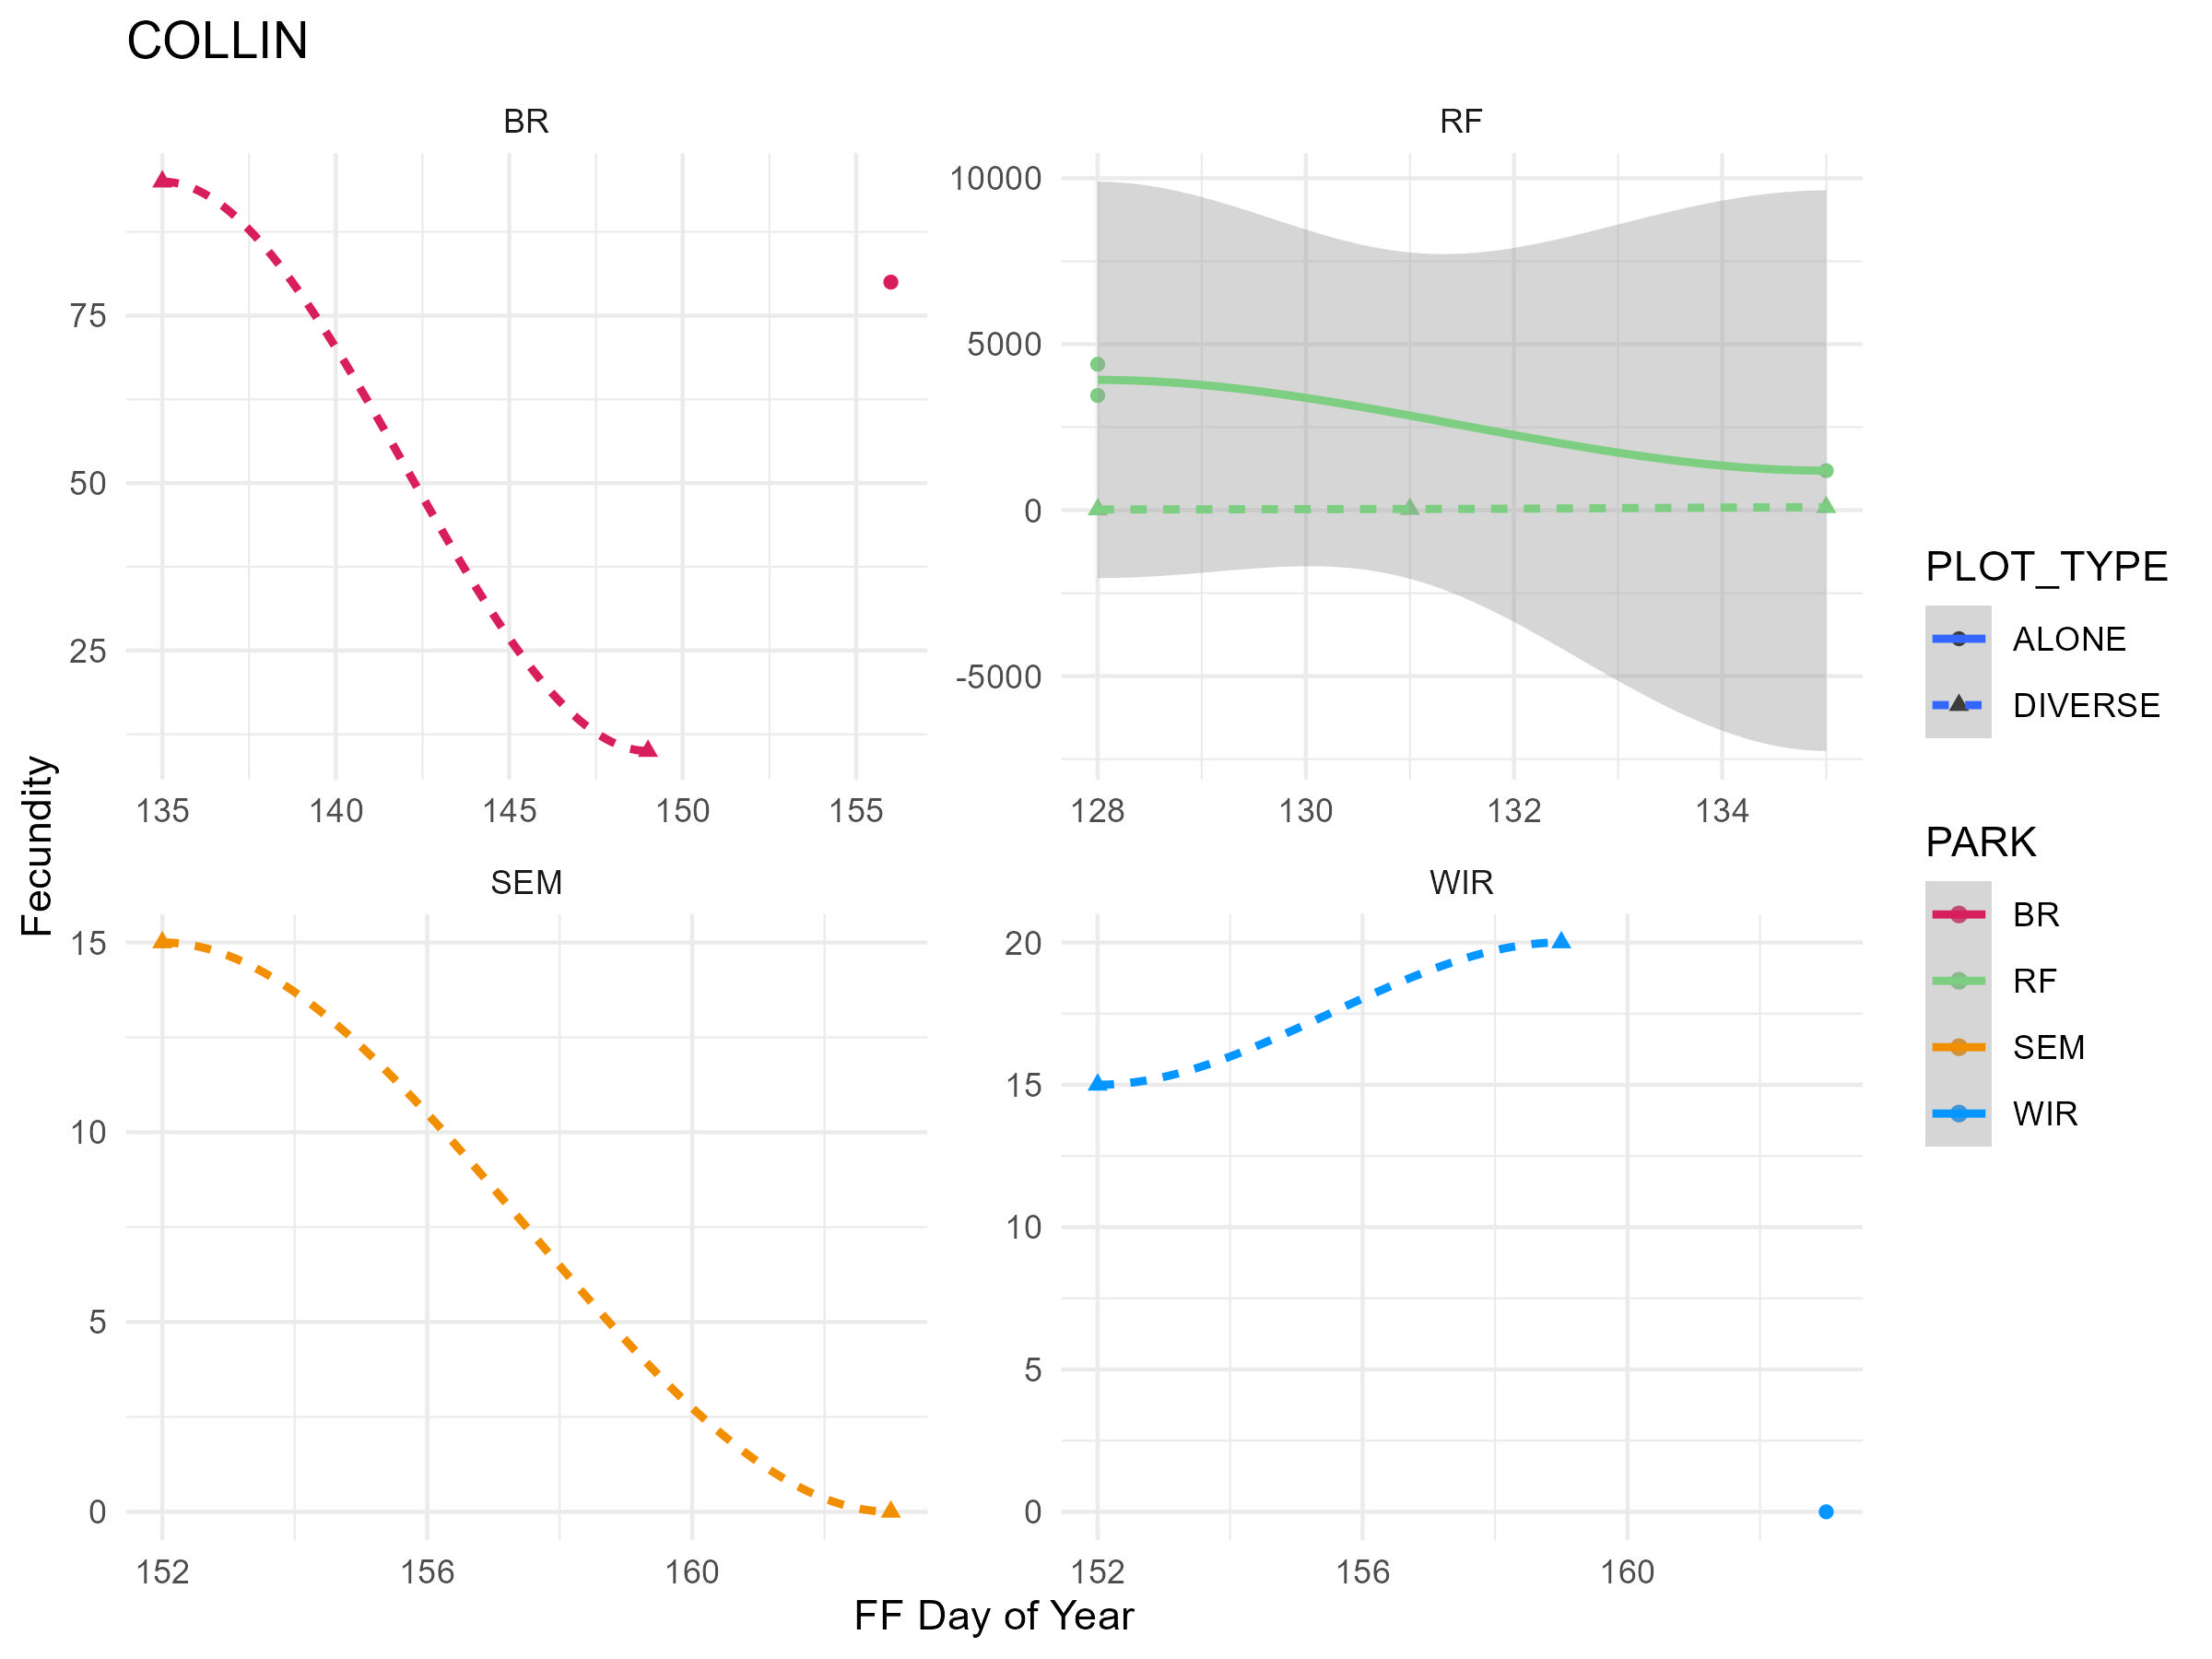 COLLIN
BR
RF
75
50
25
135 140 145 150 155
10000
5000
0
-5000
128 130 132 134
Fecundity
SEM
WIR
15
10
5
0
152 156 160
20
15
10
5
0
152 156 160
FF Day of Year
PLOT_TYPE
ALONE
DIVERSE
PARK
BR
RF
SEM
WIR